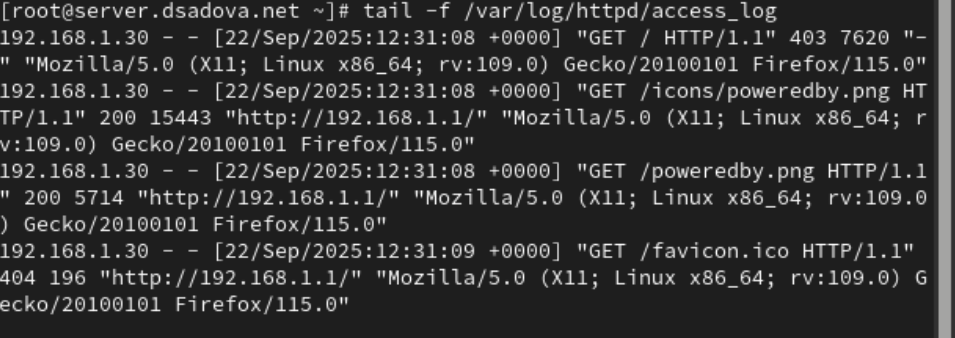 [root@server.dsadova.net ~]# tail -f /var/log/httpd/access_log
192.168.1.30 - - [22/Sep/2025:12:31:08 +0000] "GET / HTTP/1.1" 403 7620 "-
" "Mozilla/5.0 (X11; Linux x86_64; rv:109.0) Gecko/20100101 Firefox/115.0"
192.168.1.30 - - [22/Sep/2025:12:31:08 +0000] "GET /icons/poweredby.png HT
TP/1.1" 200 15443 "http://192.168.1.1/" "Mozilla/5.0 (X11; Linux x86_64; r
v:109.0) Gecko/20100101 Firefox/115.0"
192.168.1.30 - - [22/Sep/2025:12:31:08 +0000] "GET /poweredby.png HTTP/1.1
" 200 5714 "http://192.168.1.1/" "Mozilla/5.0 (X11; Linux x86_64; rv:109.0
) Gecko/20100101 Firefox/115.0"
192.168.1.30 - - [22/Sep/2025:12:31:09 +0000] "GET /favicon.ico HTTP/1.1"
404 196 "http://192.168.1.1/" "Mozilla/5.0 (X11; Linux x86_64; rv:109.0) G
ecko/20100101 Firefox/115.0"